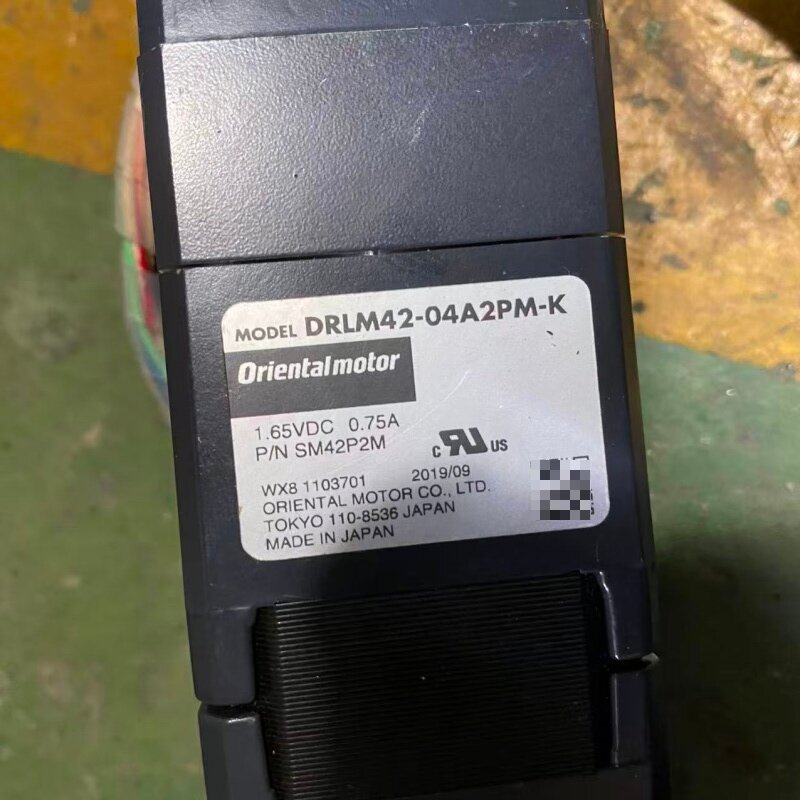 MODEL DRLM42-04A2PM-K
Orientalmotor
1.65VDC 0.75A
P/N SM42P2M
c RU US
WX8 1103701 2019/09
ORIENTAL MOTOR CO., LTD.
TOKYO 110-8536 JAPAN
MADE IN JAPAN